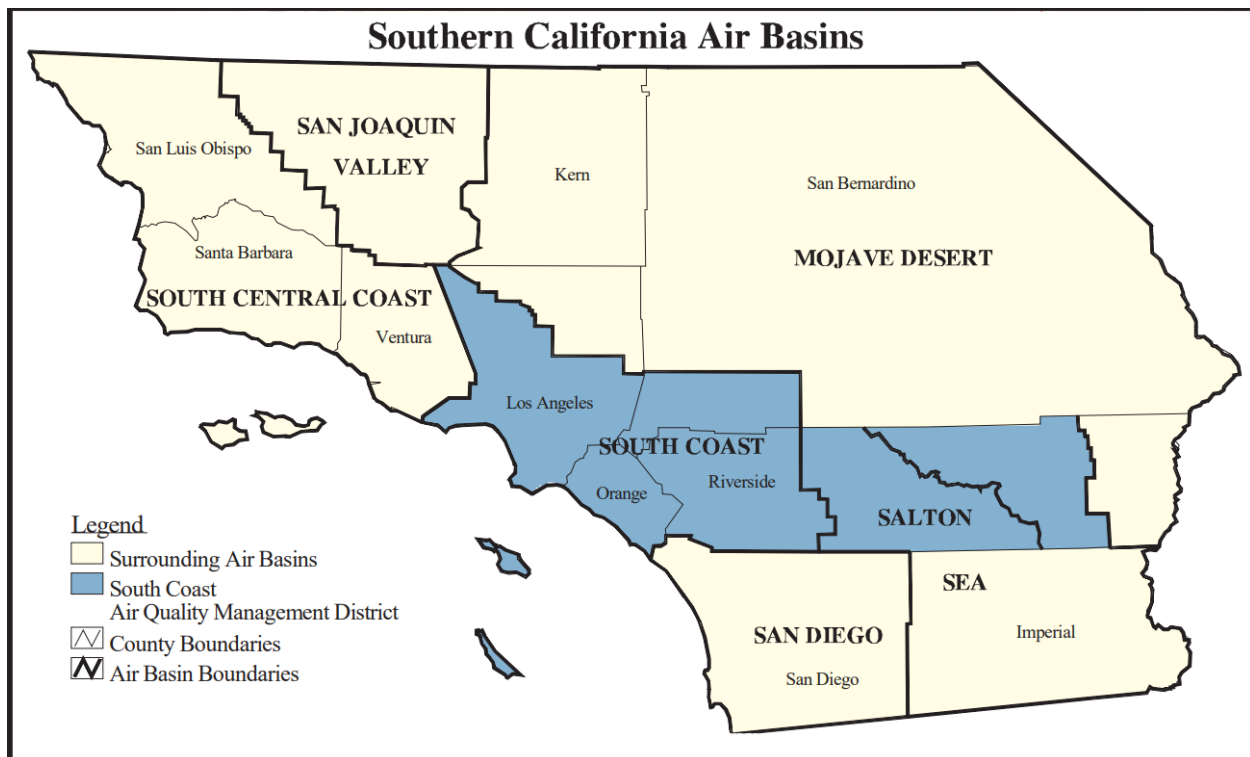 Southern California Air Basins
SAN JOAQUIN
VALLEY
San Luis Obispo
Kern
San Bernardino
Santa Barbara
MOJAVE DESERT
SOUTH CENTRAL COAST
Ventura
Los Angeles
SOUTH COAST
Riverside
Orange
SALTON
SEA
SAN DIEGO
Imperial
San Diego
Legend
Surrounding Air Basins
South Coast
Air Quality Management District
County Boundaries
Air Basin Boundaries